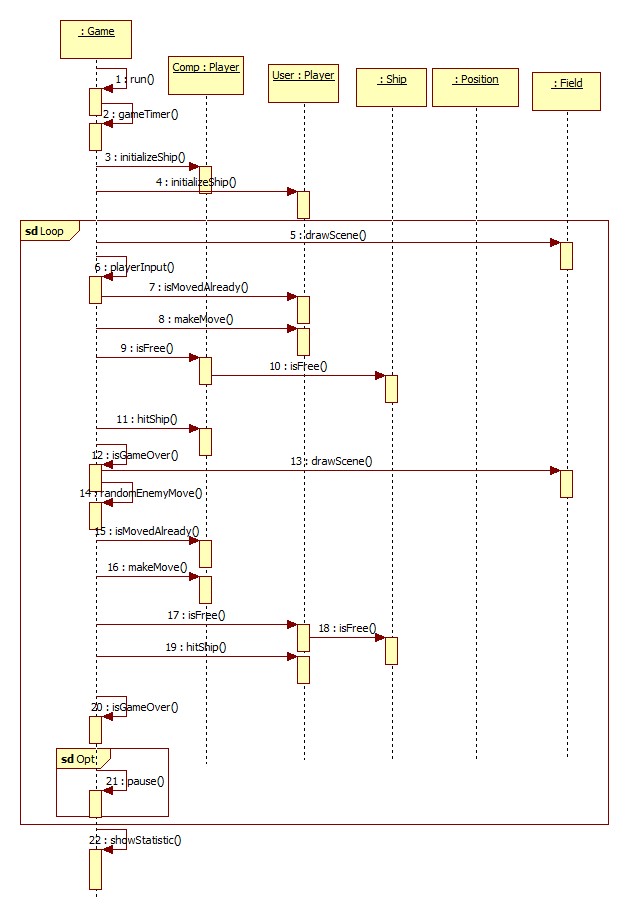 : Game
Comp : Player
User : Player
: Ship
: Position
: Field
1 : run()
2 : gameTimer()
3 : initializeShip()
4 : initializeShip()
sd Loop
5 : drawScene()
6 : playerInput()
7 : isMovedAlready()
8 : makeMove()
9 : isFree()
10 : isFree()
11 : hitShip()
12 : isGameOver()
13 : drawScene()
14 : randomEnemyMove()
15 : isMovedAlready()
16 : makeMove()
17 : isFree()
18 : isFree()
19 : hitShip()
20 : isGameOver()
sd Opt
21 : pause()
22 : showStatistic()